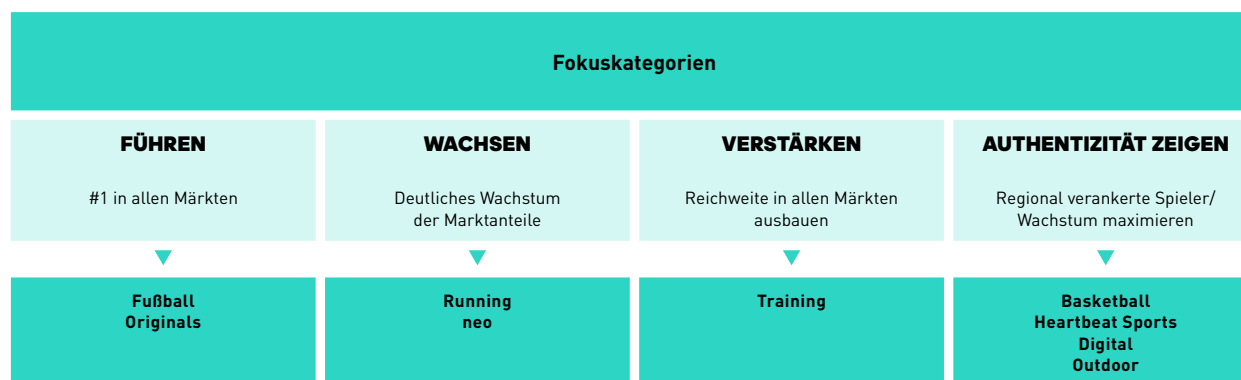 Fokuskategorien
FÜHREN
#1 in allen Märkten
Fußball
Originals
WACHSEN
Deutliches Wachstum
der Marktanteile
Running
neo
VERSTÄRKEN
Reichweite in allen Märkten
ausbauen
Training
AUTHENTIZITÄT ZEIGEN
Regional verankerte Spieler/
Wachstum maximieren
Basketball
Heartbeat Sports
Digital
Outdoor